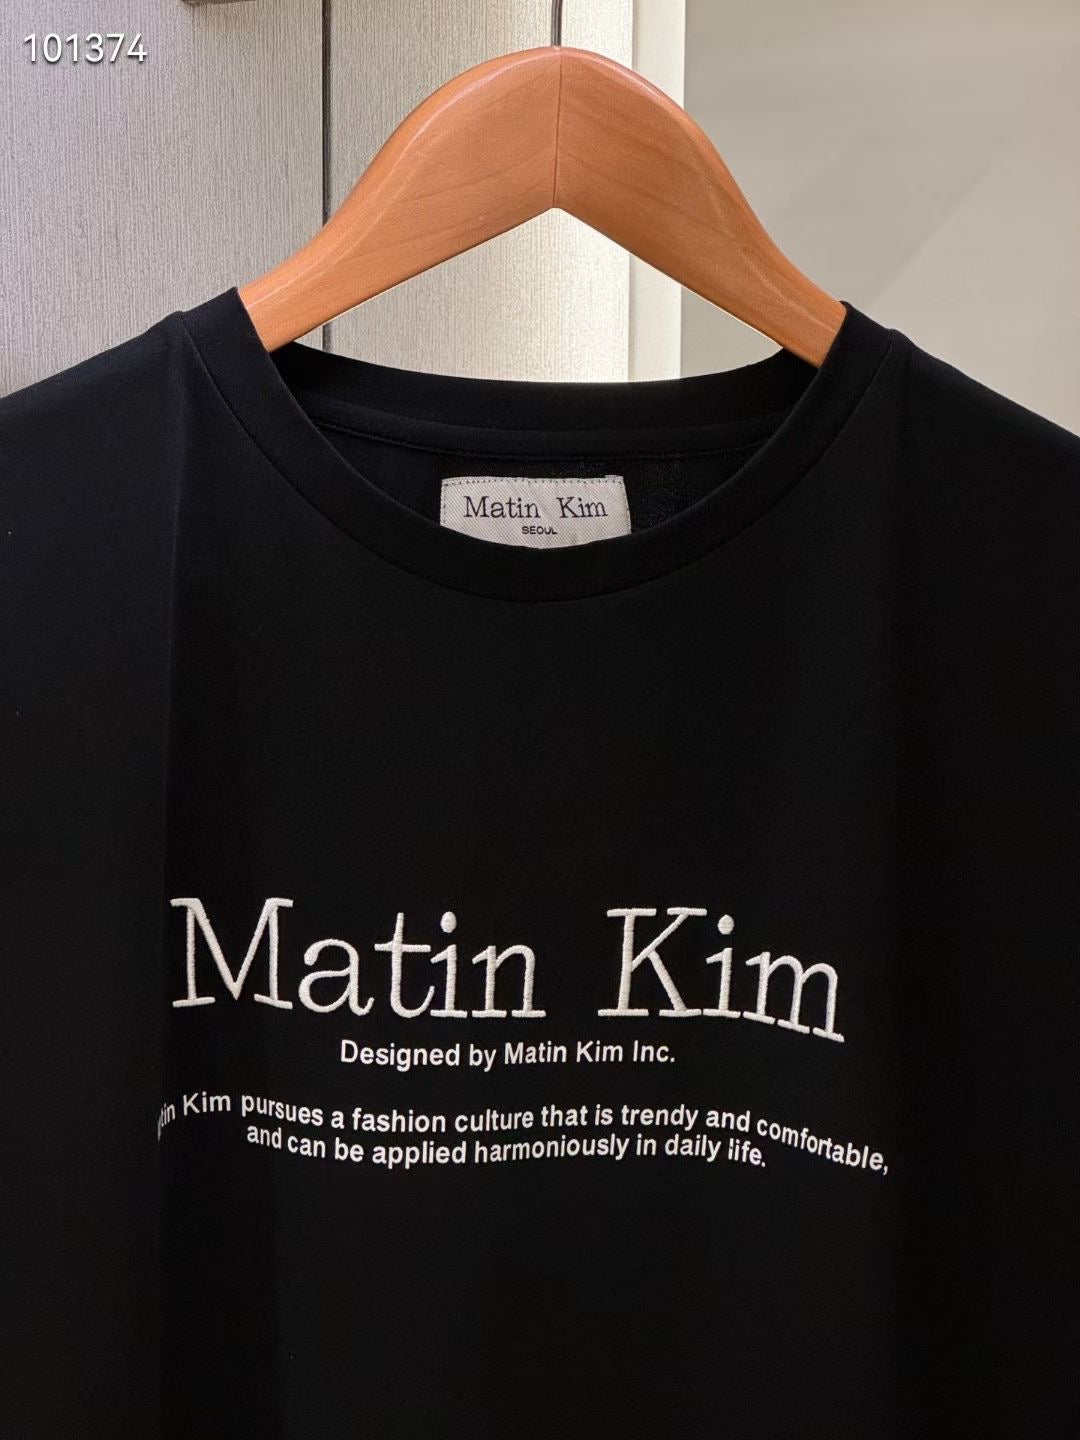 101374
Matin Kim
SEOUL
Matin Kim
Designed by Matin Kim Inc.
Kim pursues a fashion culture that is trendy and comfortable,
and can be applied harmoniously in daily life.